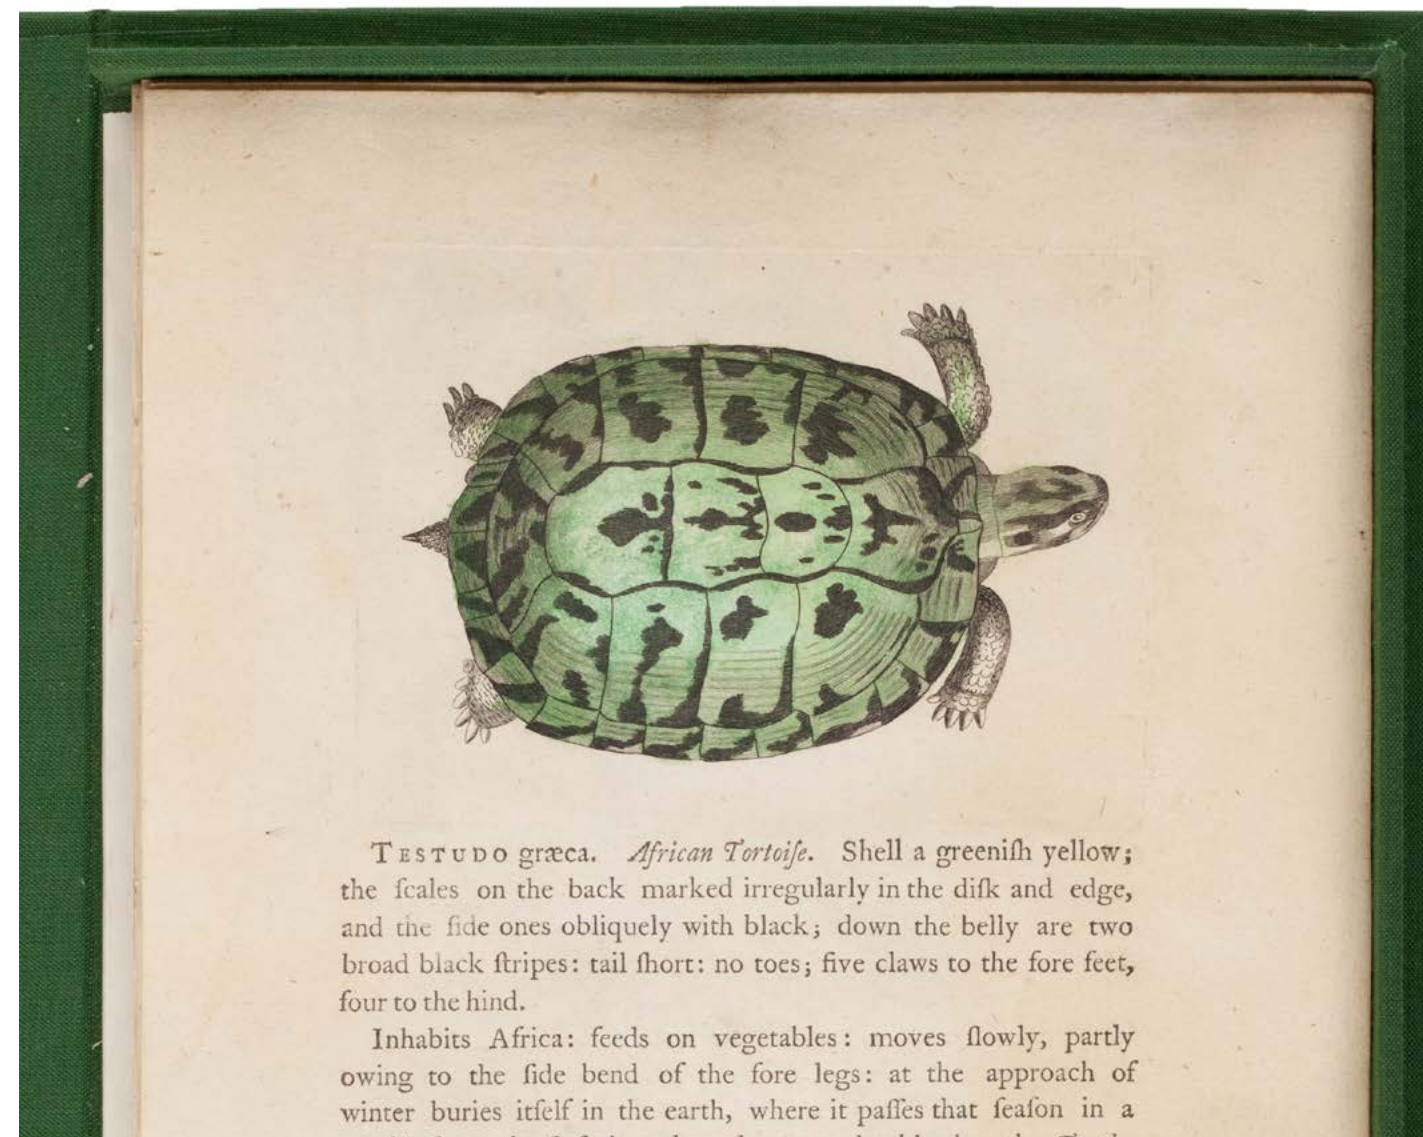 TESTUDO græca. African Tortoiſe. Shell a greeniſh yellow;
the ſcales on the back marked irregularly in the diſk and edge,
and the ſide ones obliquely with black; down the belly are two
broad black ſtripes: tail ſhort: no toes; five claws to the fore feet,
four to the hind.
Inhabits Africa: feeds on vegetables: moves ſlowly, partly
owing to the ſide bend of the fore legs: at the approach of
winter buries itſelf in the earth, where it paſſes that ſeaſon in a